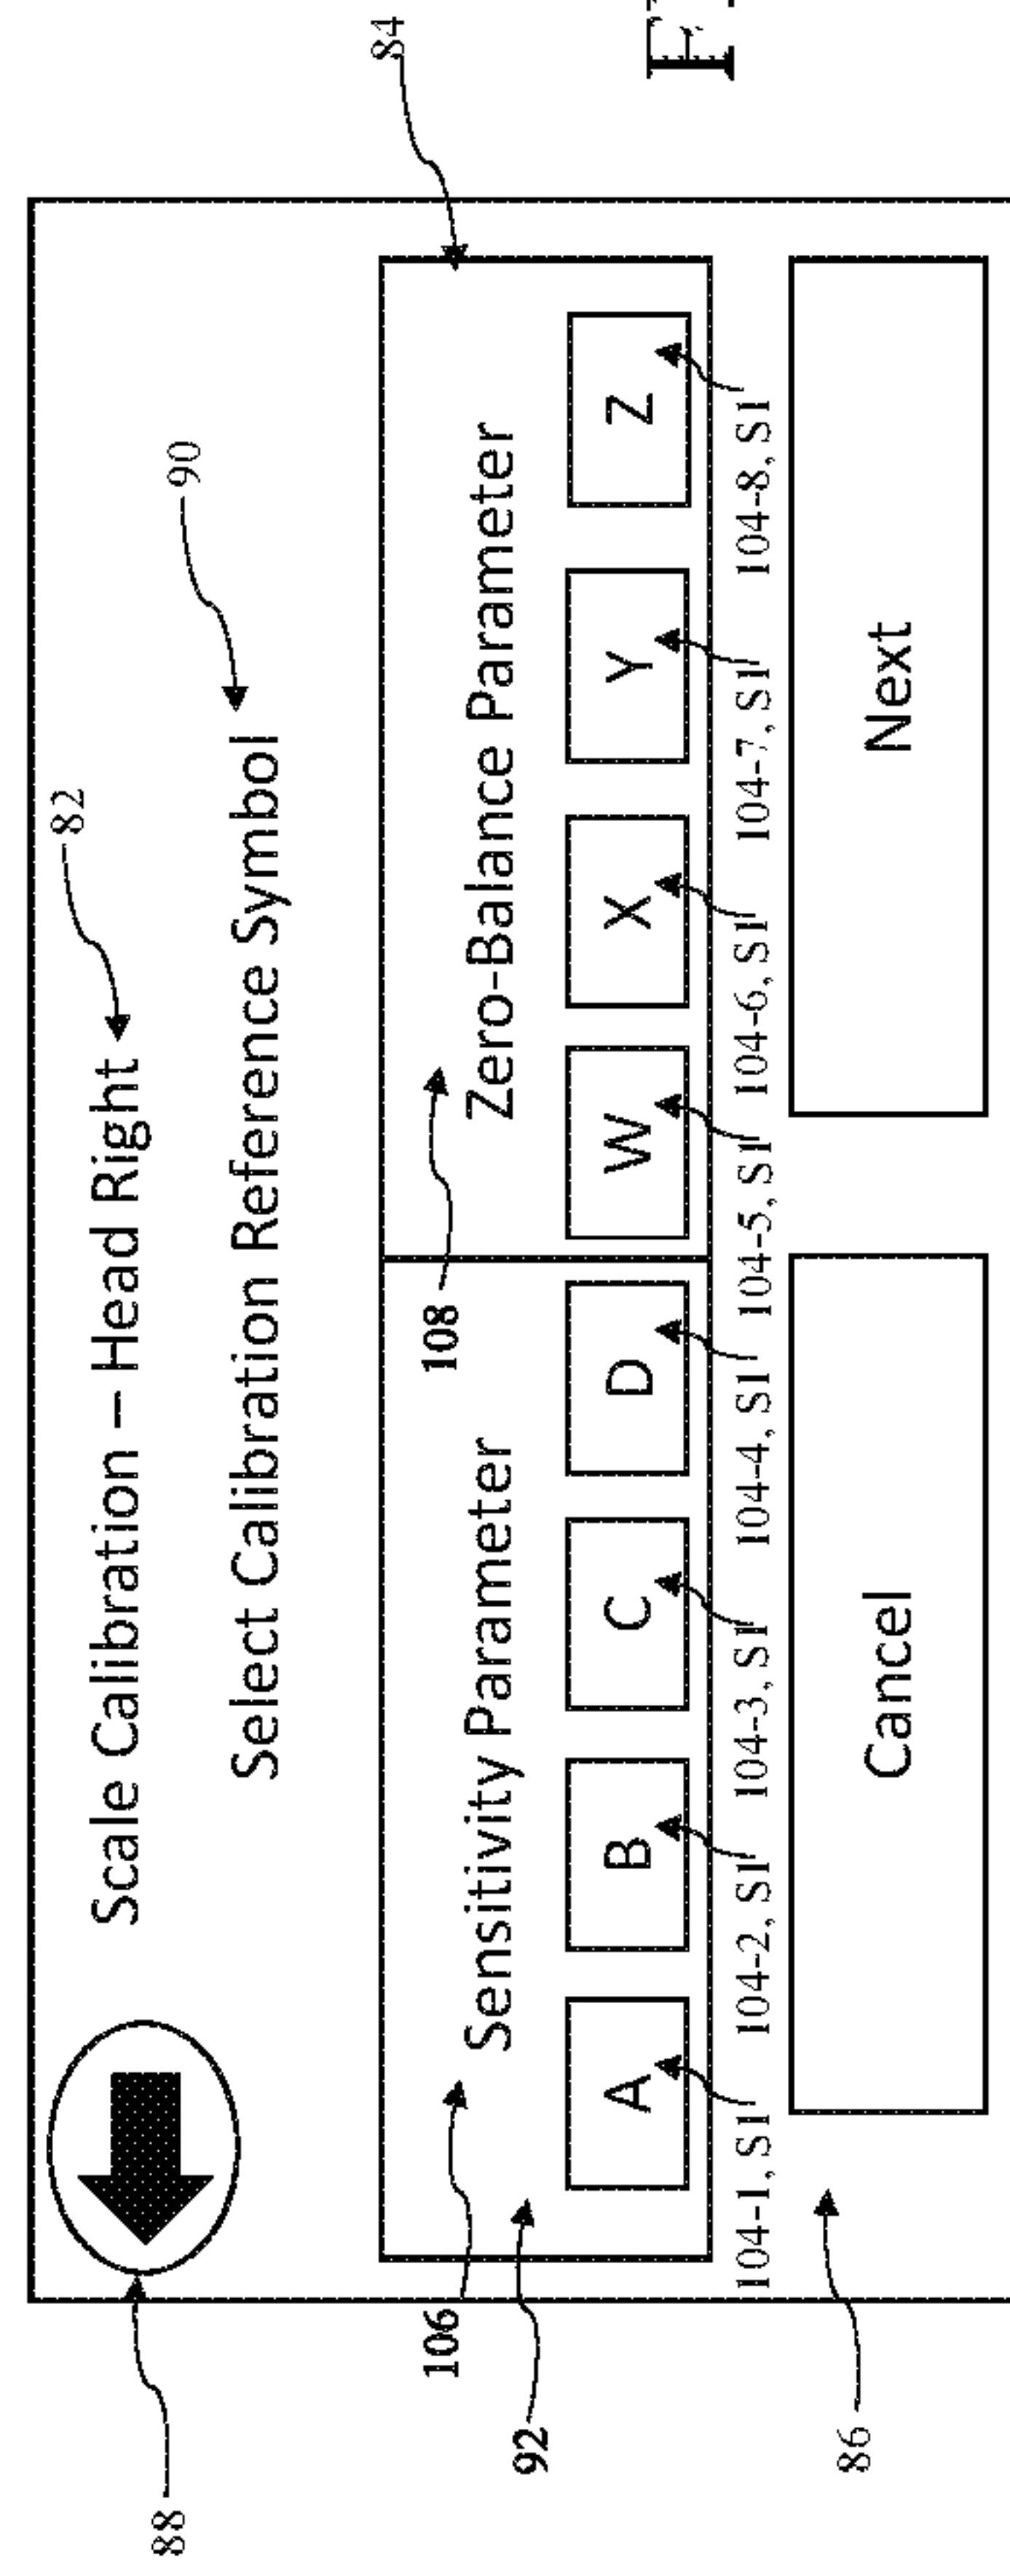 88
82
Scale Calibration – Head Right
90
Select Calibration Reference Symbol
84
106
108
92
Sensitivity Parameter
Zero-Balance Parameter
A B C D W X Y Z
104-1, S1 104-2, S1 104-3, S1 104-4, S1 104-5, S1 104-6, S1 104-7, S1 104-8, S1
86
Cancel
Next